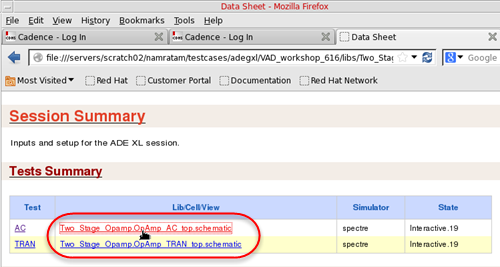 Data Sheet - Mozilla Firefox
File Edit View History Bookmarks Tools Help
Cadence - Log In Cadence - Log In Data Sheet
file:///servers/scratch02/namratam/testcases/adegxl/VAD_workshop_616/libs/Two_Sta Google
Most Visited Red Hat Customer Portal Documentation Red Hat Network
Session Summary
Inputs and setup for the ADE XL session.
Tests Summary
Test Lib/Cell/View Simulator State
AC Two_Stage_Opamp.OpAmp_AC_top.schematic spectre Interactive.19
TRAN Two_Stage_Opamp.OpAmp_TRAN_top.schematic spectre Interactive.19